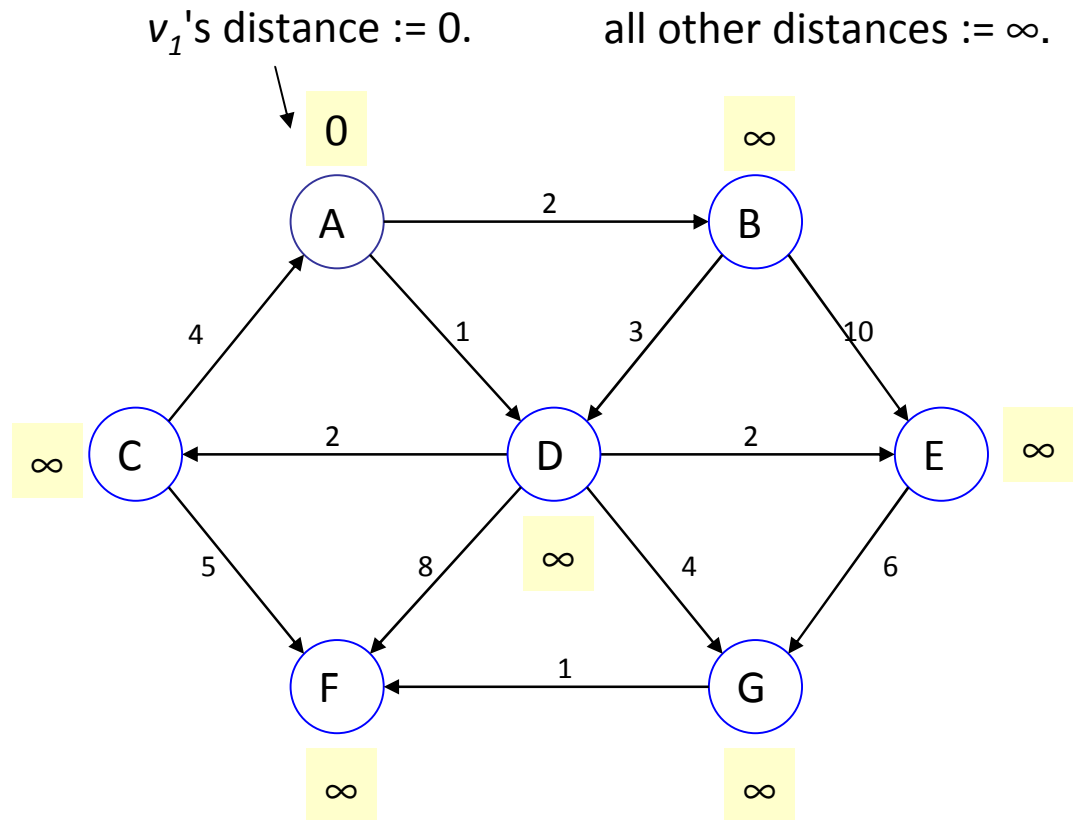 v1's distance := 0. all other distances := ∞.
0 ∞
2
A B
4 1 3 10
2 2
∞ C D E ∞
∞
5 8 4 6
1
F G
∞ ∞